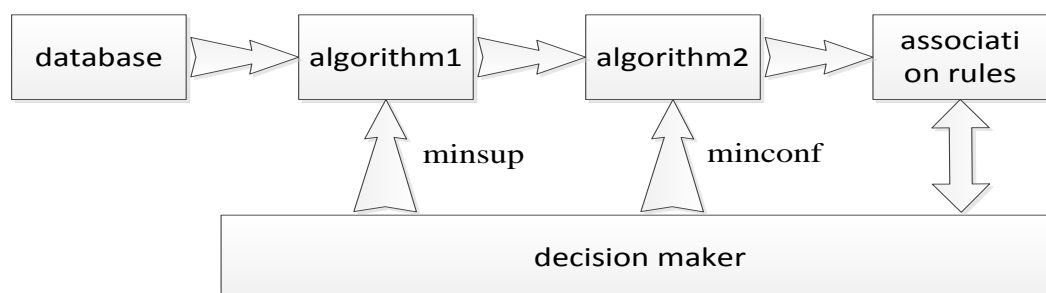 database
algorithm1
algorithm2
associati
on rules
minsup
minconf
decision maker